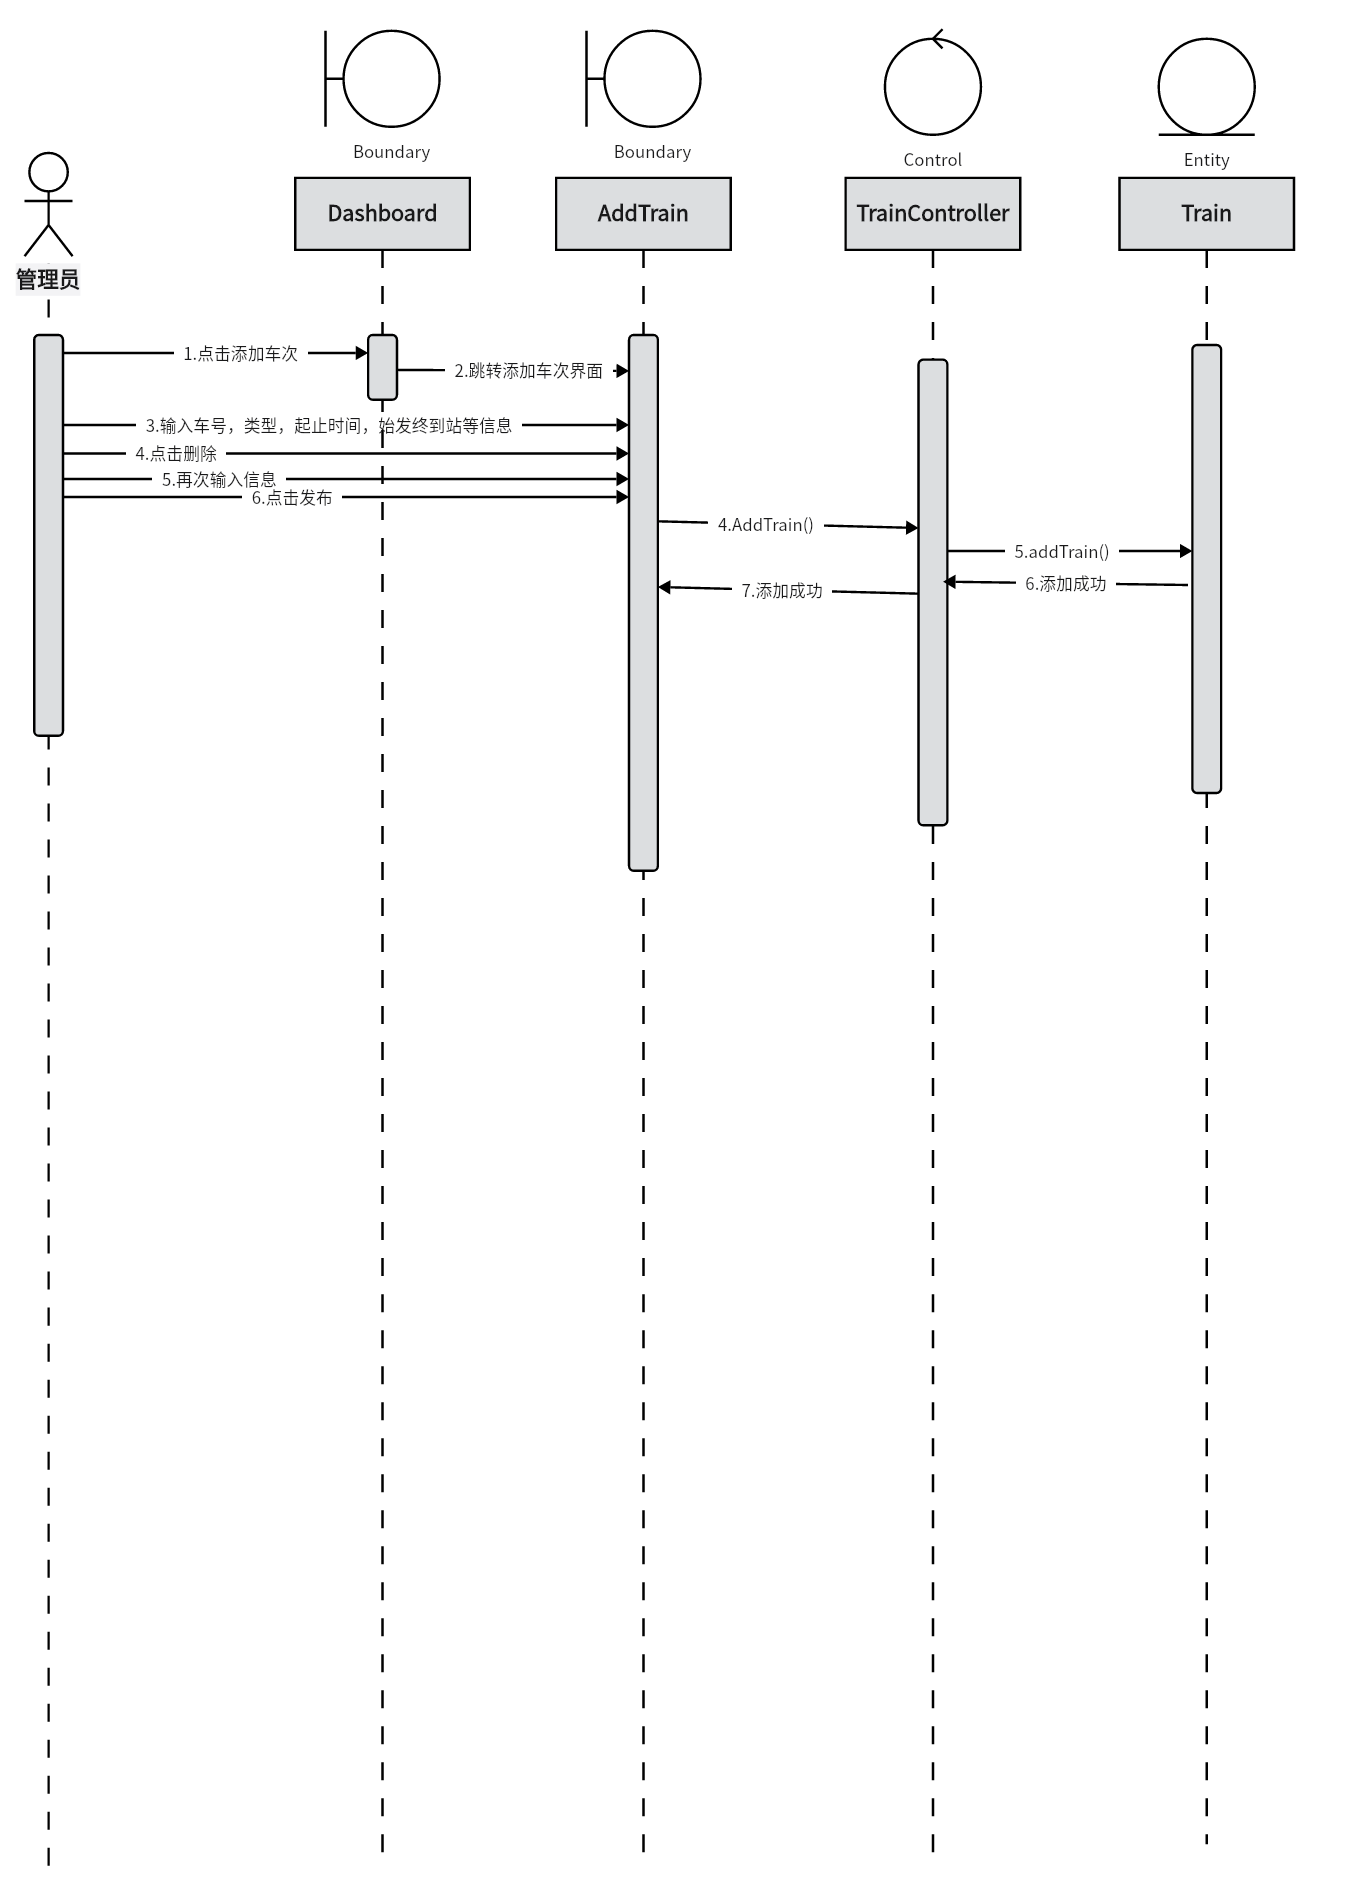 Boundary
Boundary
Control
Entity
Dashboard
AddTrain
TrainController
Train
管理员
1.点击添加车次
2.跳转添加车次界面
3.输入车号，类型，起止时间，始发终到站等信息
4.点击删除
5.再次输入信息
6.点击发布
4.AddTrain()
5.addTrain()
6.添加成功
7.添加成功